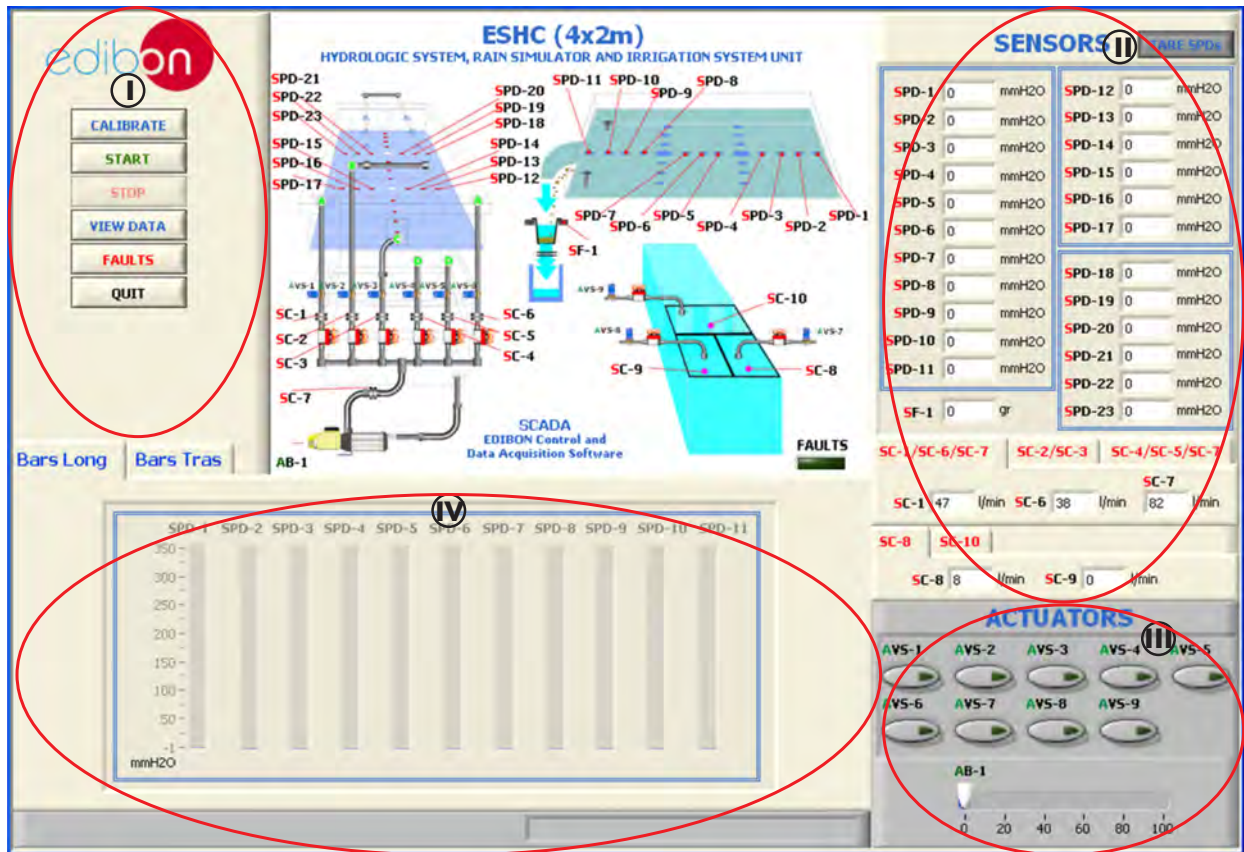 edibon
I
CALIBRATE
START
STOP
VIEW DATA
FAULTS
QUIT
ESHC (4x2m)
HYDROLOGIC SYSTEM, RAIN SIMULATOR AND IRRIGATION SYSTEM UNIT
SPD-21
SPD-22
SPD-23
SPD-15
SPD-16
SPD-17
SPD-20
SPD-19
SPD-18
SPD-14
SPD-13
SPD-12
SPD-11
SPD-10
SPD-9
SPD-8
SPD-7
SPD-6
SPD-5
SPD-4
SPD-3
SPD-2
SPD-1
SF-1
AVS-1
AVS-2
AVS-3
AVS-4
AVS-5
AVS-6
SC-1
SC-2
SC-3
SC-6
SC-5
SC-4
SC-7
AB-1
AVS-9
SC-10
AVS-8
AVS-7
SC-9
SC-8
SCADA
EDIBON Control and
Data Acquisition Software
FAULTS
SENSORS
II
TARE SPDs
SPD-1 0 mmH2O
SPD-2 0 mmH2O
SPD-3 0 mmH2O
SPD-4 0 mmH2O
SPD-5 0 mmH2O
SPD-6 0 mmH2O
SPD-7 0 mmH2O
SPD-8 0 mmH2O
SPD-9 0 mmH2O
SPD-10 0 mmH2O
SPD-11 0 mmH2O
SPD-12 0 mmH2O
SPD-13 0 mmH2O
SPD-14 0 mmH2O
SPD-15 0 mmH2O
SPD-16 0 mmH2O
SPD-17 0 mmH2O
SPD-18 0 mmH2O
SPD-19 0 mmH2O
SPD-20 0 mmH2O
SPD-21 0 mmH2O
SPD-22 0 mmH2O
SPD-23 0 mmH2O
SF-1 0 gr
SC-1/SC-6/SC-7 SC-2/SC-3 SC-4/SC-5/SC-7
SC-7
SC-1 47 l/min SC-6 38 l/min 82 l/min
SC-8 SC-10
SC-8 8 l/min SC-9 0 l/min
Bars Long Bars Tras
IV
SPD-1 SPD-2 SPD-3 SPD-4 SPD-5 SPD-6 SPD-7 SPD-8 SPD-9 SPD-10 SPD-11
350
300
250
200
150
100
50
-1
mmH2O
ACTUATORS
III
AVS-1 AVS-2 AVS-3 AVS-4 AVS-5
AVS-6 AVS-7 AVS-8 AVS-9
AB-1
0 20 40 60 80 100